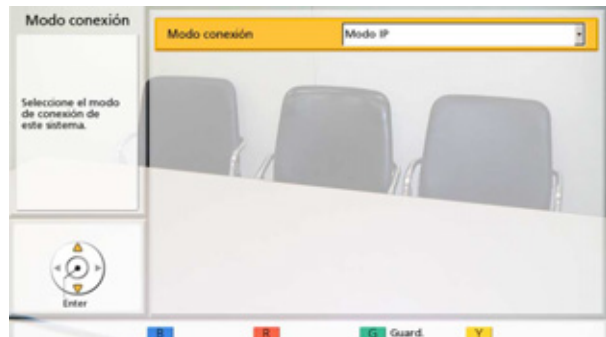 Modo conexión
Modo conexión Modo IP
Seleccione el modo
de conexión de
este sistema.
Enter
B R G Guard. Y